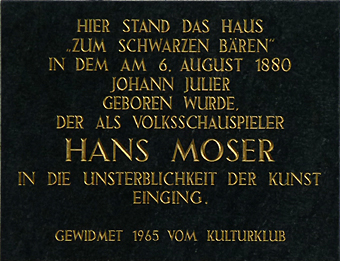 HIER STAND DAS HAUS
„ZUM SCHWARZEN BÄREN“
IN DEM AM 6. AUGUST 1880
JOHANN JULIER
GEBOREN WURDE,
DER ALS VOLKSSCHAUSPIELER
HANS MOSER
IN DIE UNSTERBLICHKEIT DER KUNST
EINGING.
GEWIDMET 1965 VOM KULTURKLUB